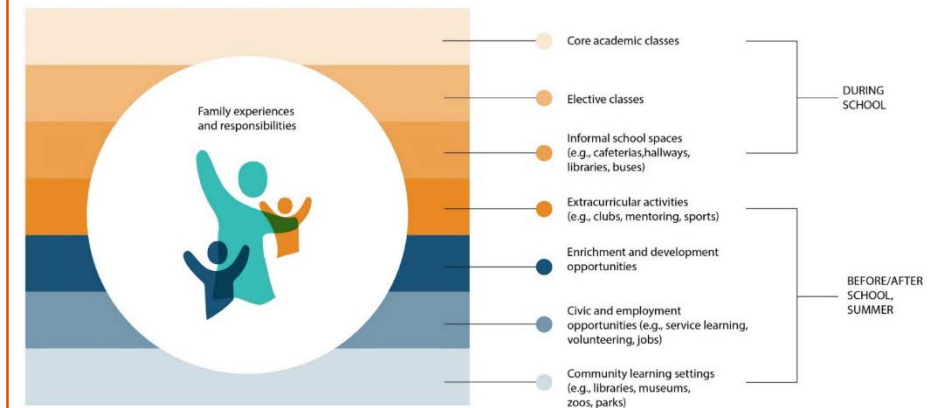 Family experiences
and responsibilities
Core academic classes
Elective classes
Informal school spaces
(e.g., cafeterias,hallways,
libraries, buses)
DURING
SCHOOL
Extracurricular activities
(e.g., clubs, mentoring, sports)
Enrichment and development
opportunities
Civic and employment
opportunities (e.g., service learning,
volunteering, jobs)
Community learning settings
(e.g., libraries, museums,
zoos, parks)
BEFORE/AFTER
SCHOOL,
SUMMER